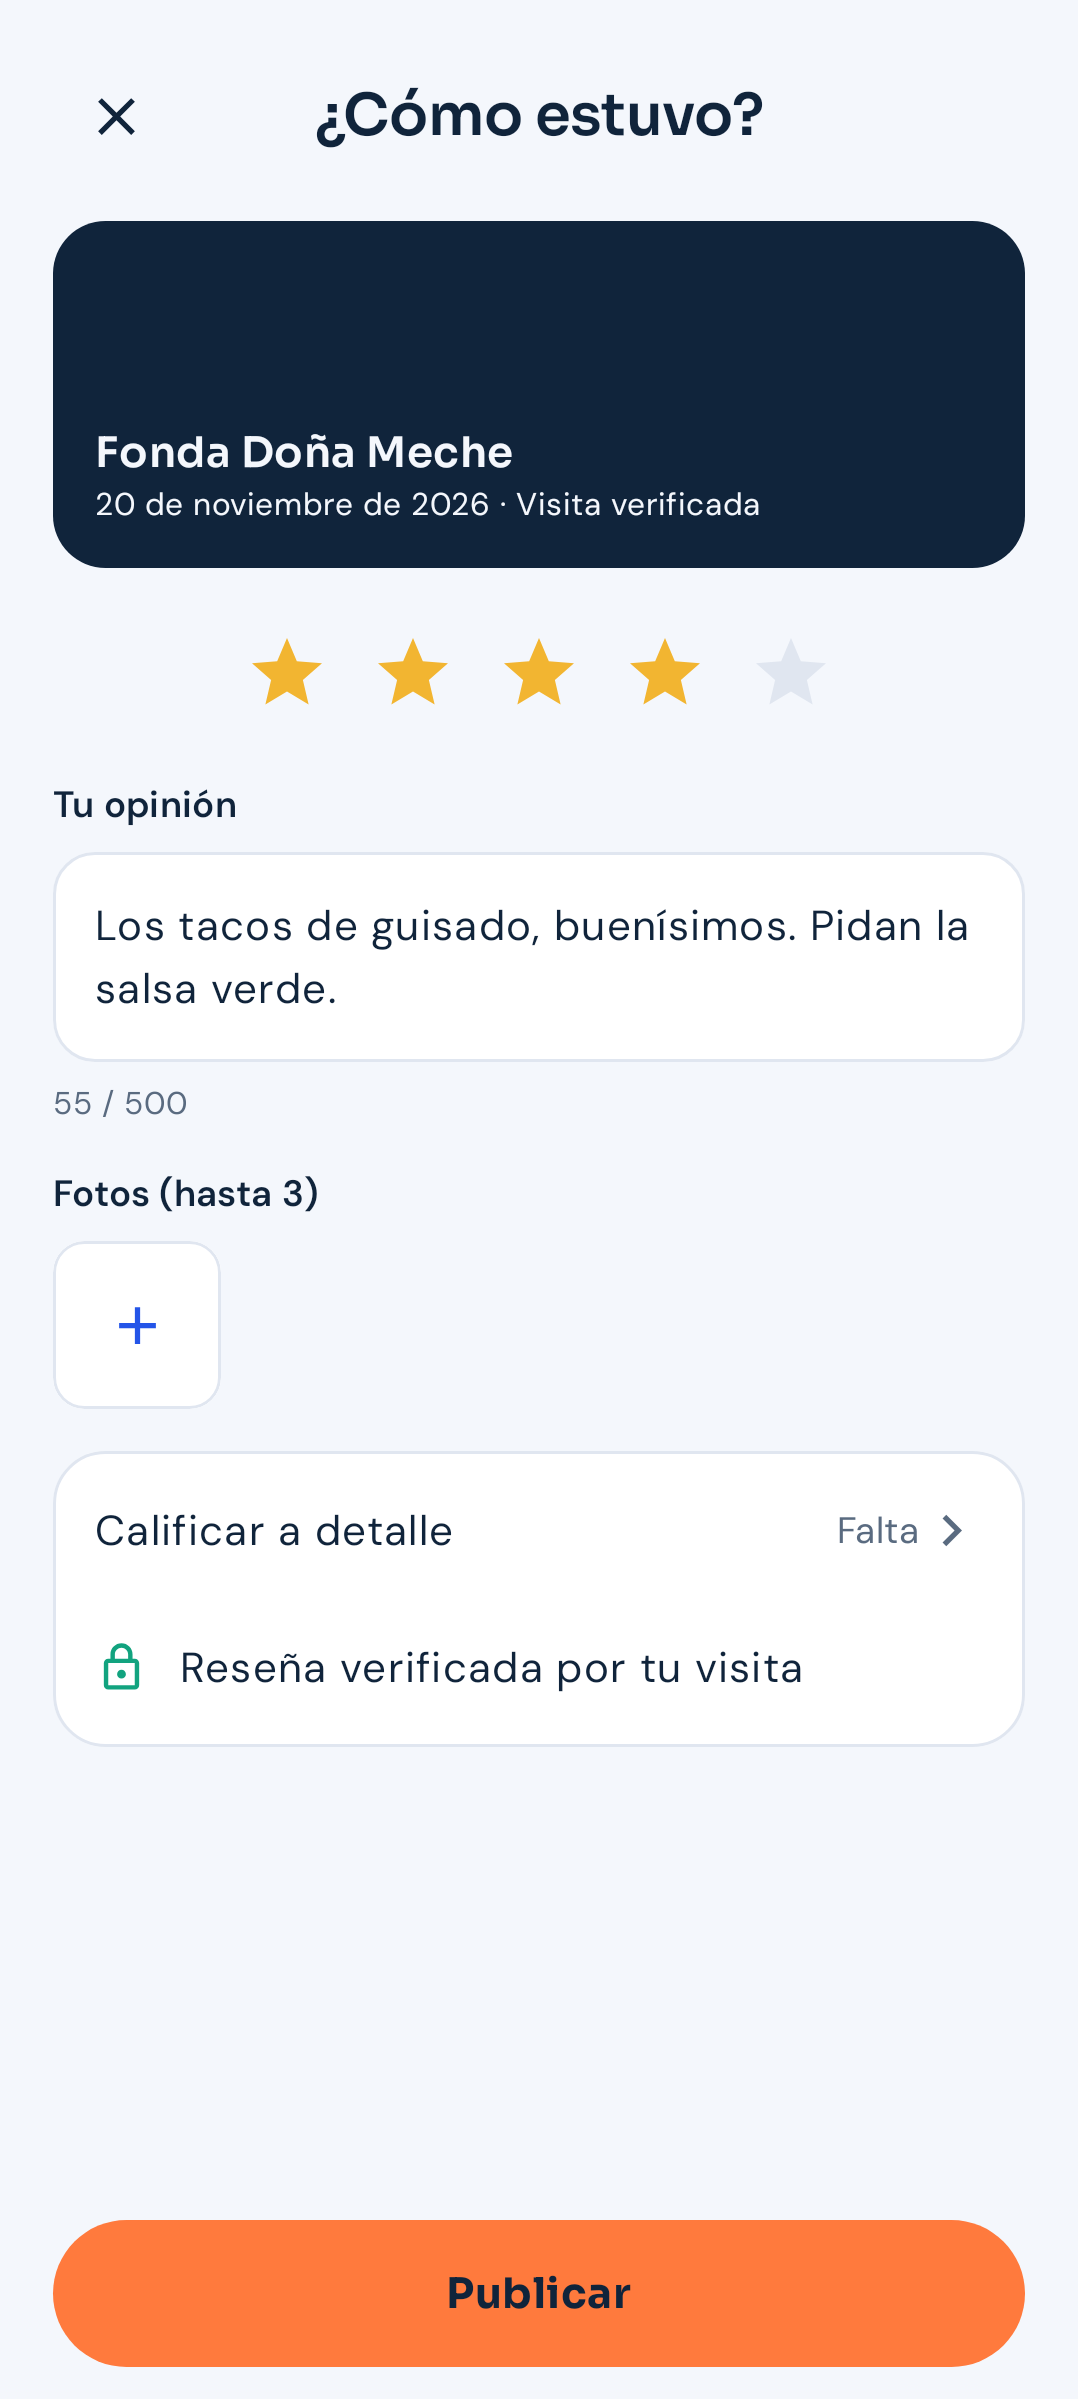 ¿Cómo estuvo?
Fonda Doña Meche
20 de noviembre de 2026 · Visita verificada
Tu opinión
Los tacos de guisado, buenísimos. Pidan la
salsa verde.
55 / 500
Fotos (hasta 3)
Calificar a detalle Falta
Reseña verificada por tu visita
Publicar